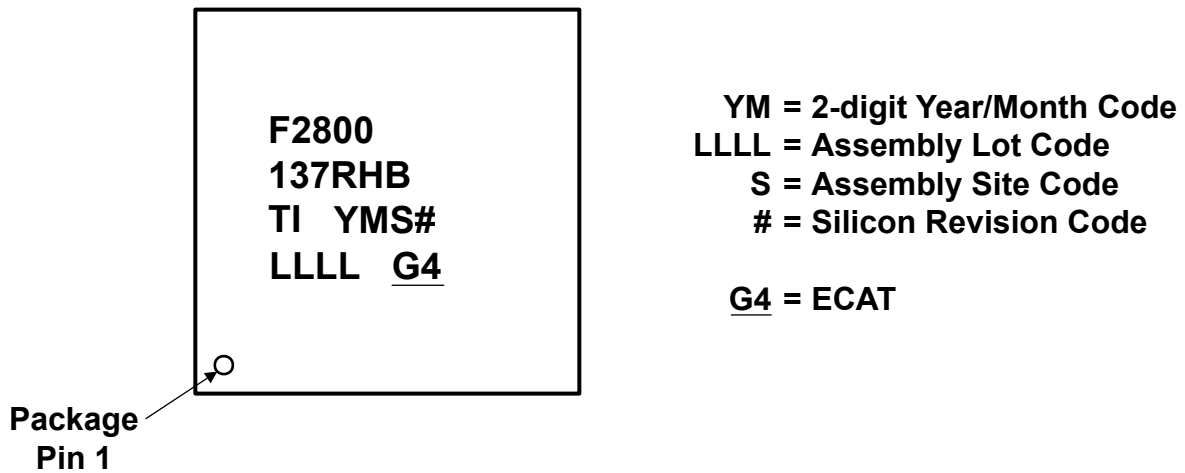 F2800
137RHB
TI YMS#
LLLL G4
Package
Pin 1
YM = 2-digit Year/Month Code
LLLL = Assembly Lot Code
S = Assembly Site Code
# = Silicon Revision Code
G4 = ECAT